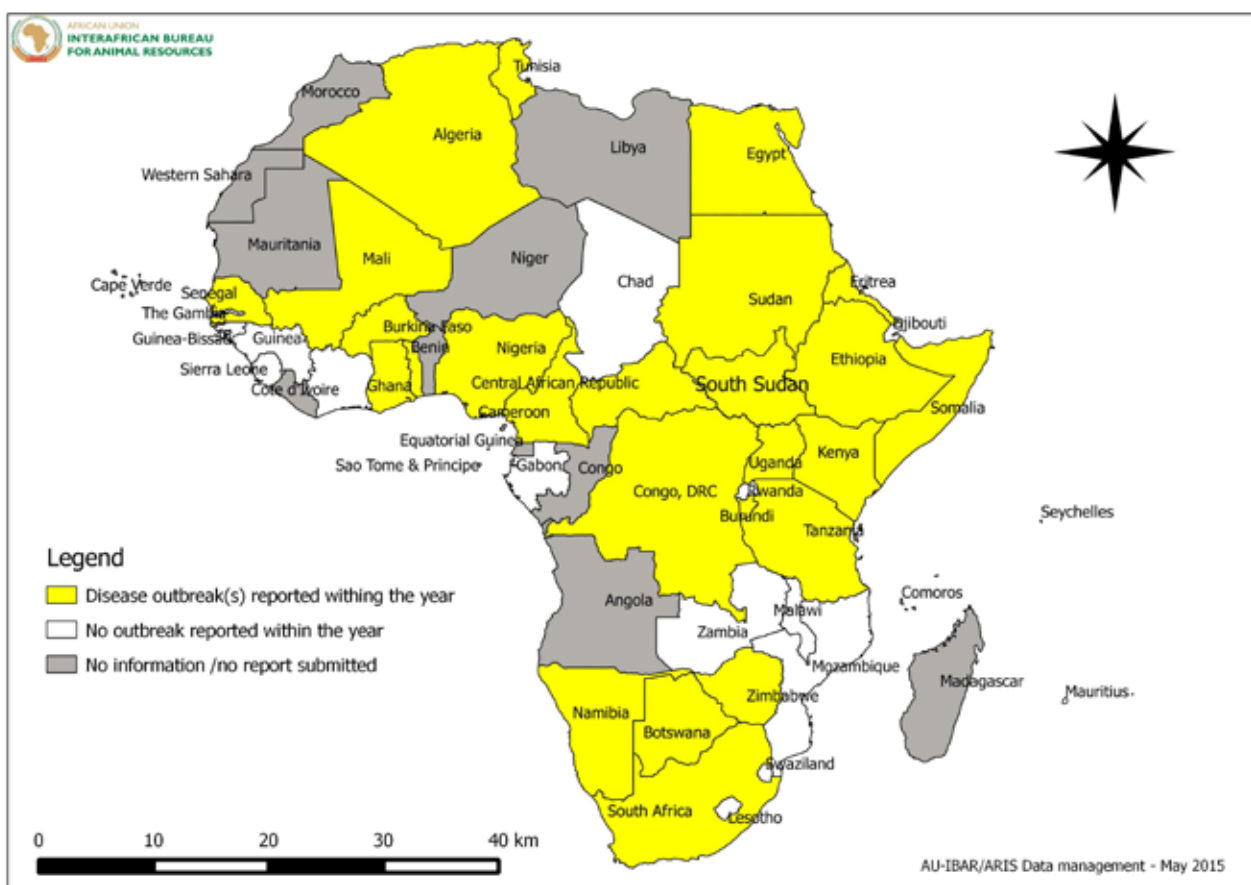 AFRICAN UNION
INTERAFRICAN BUREAU
FOR ANIMAL RESOURCES
Tunisia
Morocco
Algeria
Libya
Egypt
Western Sahara
Mauritania
Mali
Niger
Chad
Cape Verde
Senegal
Sudan
Eritrea
The Gambia
Burkina Faso
Djibouti
Guinea-Bissau
Guinea
Benin
Nigeria
Ethiopia
Sierra Leone
Cote d'Ivoire
Ghana
Central African Republic
South Sudan
Somalia
Cameroon
Equatorial Guinea
Sao Tome & Principe
Gabon
Congo
Uganda
Kenya
Congo, DRC
Rwanda
Burundi
Tanzania
Seychelles
Legend
Disease outbreak(s) reported withing the year
No outbreak reported within the year
No information /no report submitted
Angola
Malawi
Comoros
Zambia
Mozambique
Madagascar
Mauritius
Zimbabwe
Namibia
Botswana
Swaziland
South Africa
Lesotho
0 10 20 30 40 km
AU-IBAR/ARIS Data management - May 2015